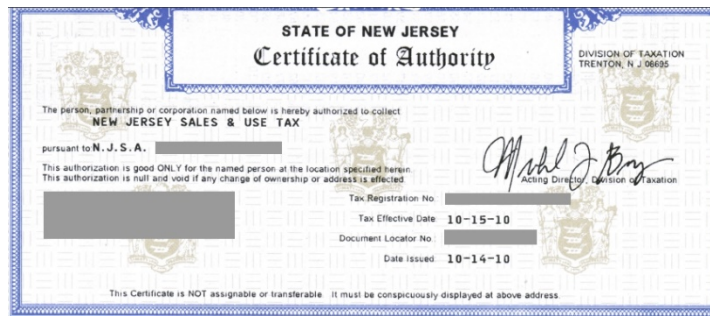 STATE OF NEW JERSEY
Certificate of Authority
DIVISION OF TAXATION
TRENTON, N J 08695
The person, partnership or corporation named below is hereby authorized to collect
NEW JERSEY SALES & USE TAX
pursuant to N.J.S.A.
This authorization is good ONLY for the named person at the location specified herein.
This authorization is null and void if any change of ownership or address is effected.
Acting Director, Division of Taxation
Tax Registration No.
Tax Effective Date: 10-15-10
Document Locator No.:
Date Issued: 10-14-10
This Certificate is NOT assignable or transferable. It must be conspicuously displayed at above address.